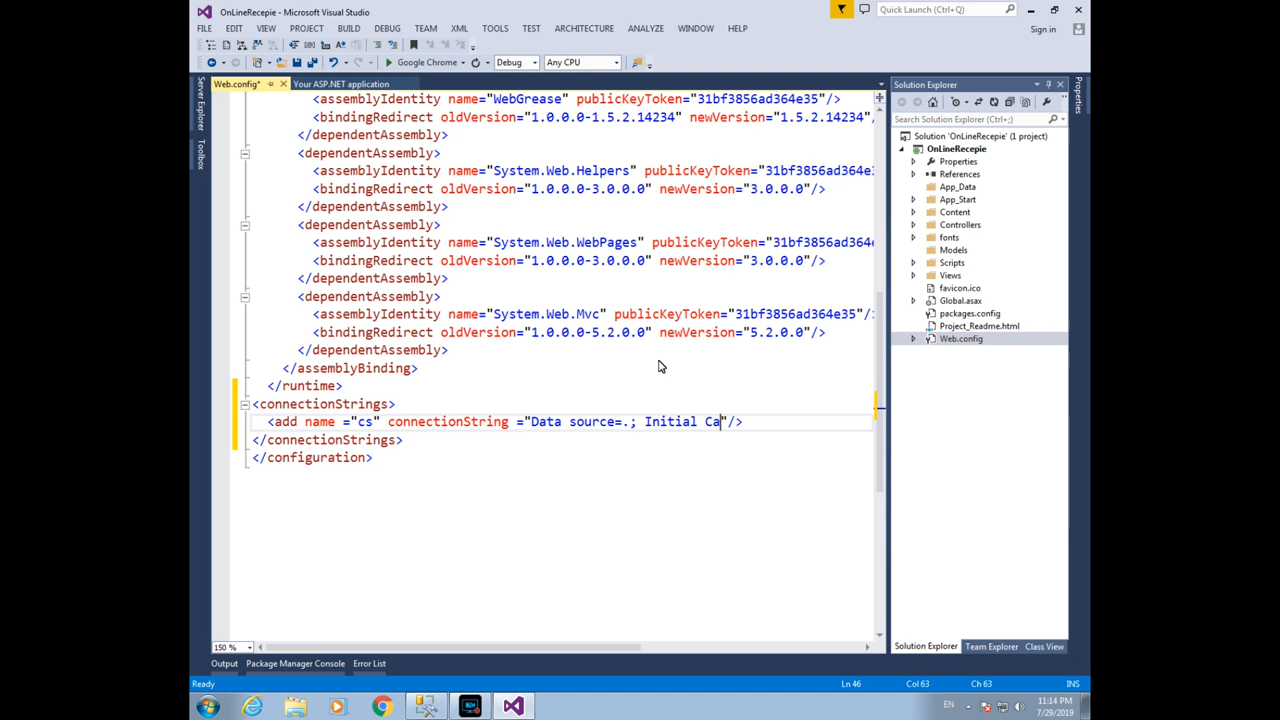 OnLineRecepie - Microsoft Visual Studio
Quick Launch (Ctrl+Q)
FILE EDIT VIEW PROJECT BUILD DEBUG TEAM XML TOOLS TEST ARCHITECTURE ANALYZE WINDOW HELP
Sign in
Google Chrome Debug Any CPU
Server Explorer
Toolbox
Web.config*
Your ASP.NET application
<assemblyIdentity name="WebGrease" publicKeyToken="31bf3856ad364e35"/>
<bindingRedirect oldVersion="1.0.0.0-1.5.2.14234" newVersion="1.5.2.14234"/
</dependentAssembly>
<dependentAssembly>
<assemblyIdentity name="System.Web.Helpers" publicKeyToken="31bf3856ad364e3
<bindingRedirect oldVersion="1.0.0.0-3.0.0.0" newVersion="3.0.0.0"/>
</dependentAssembly>
<dependentAssembly>
<assemblyIdentity name="System.Web.WebPages" publicKeyToken="31bf3856ad364e
<bindingRedirect oldVersion="1.0.0.0-3.0.0.0" newVersion="3.0.0.0"/>
</dependentAssembly>
<dependentAssembly>
<assemblyIdentity name="System.Web.Mvc" publicKeyToken="31bf3856ad364e35"/
<bindingRedirect oldVersion="1.0.0.0-5.2.0.0" newVersion="5.2.0.0"/>
</dependentAssembly>
</assemblyBinding>
</runtime>
<connectionStrings>
<add name ="cs" connectionString ="Data source=.; Initial Ca"/>
</connectionStrings>
</configuration>
150 %
Solution Explorer
Search Solution Explorer (Ctrl+;)
Solution 'OnLineRecepie' (1 project)
OnLineRecepie
Properties
References
App_Data
App_Start
Content
Controllers
fonts
Models
Scripts
Views
favicon.ico
Global.asax
packages.config
Project_Readme.html
Web.config
Solution Explorer Team Explorer Class View
Properties
Output Package Manager Console Error List
Ready Ln 46 Col 63 Ch 63 INS
EN
11:14 PM
7/29/2019